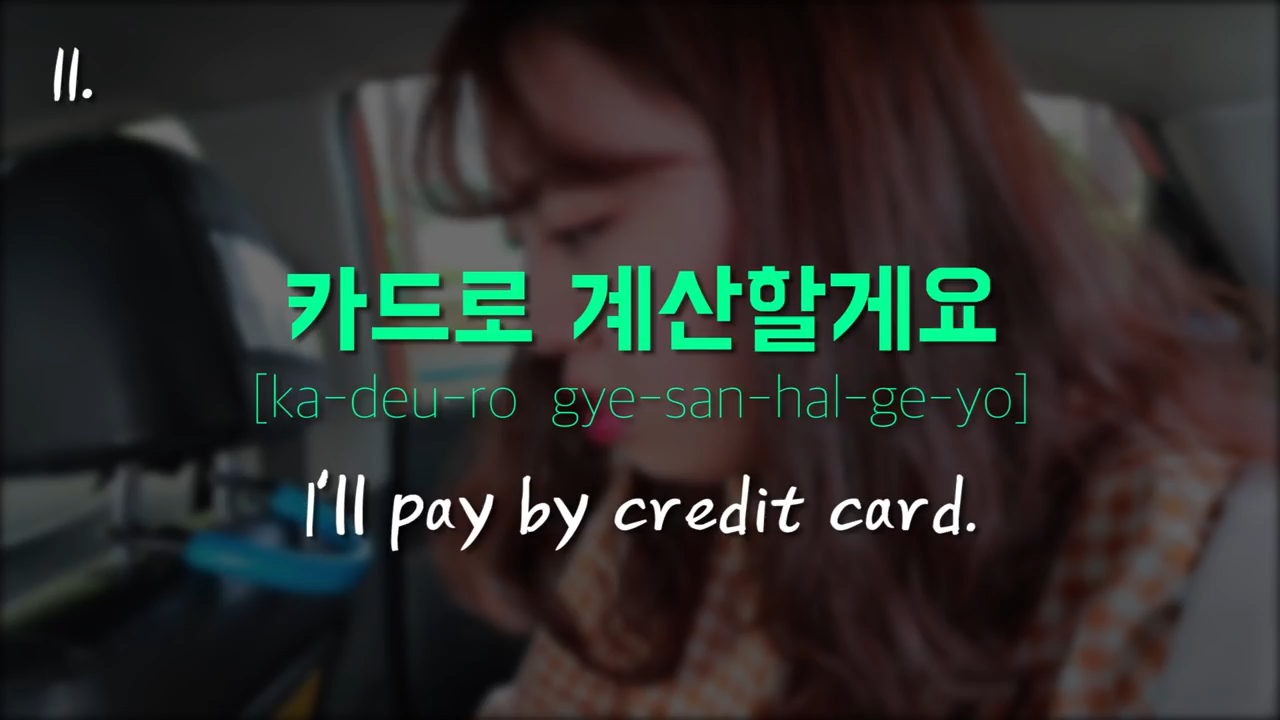 11.
카드로 계산할게요
[ka-deu-ro gye-san-hal-ge-yo]
I'll pay by credit card.